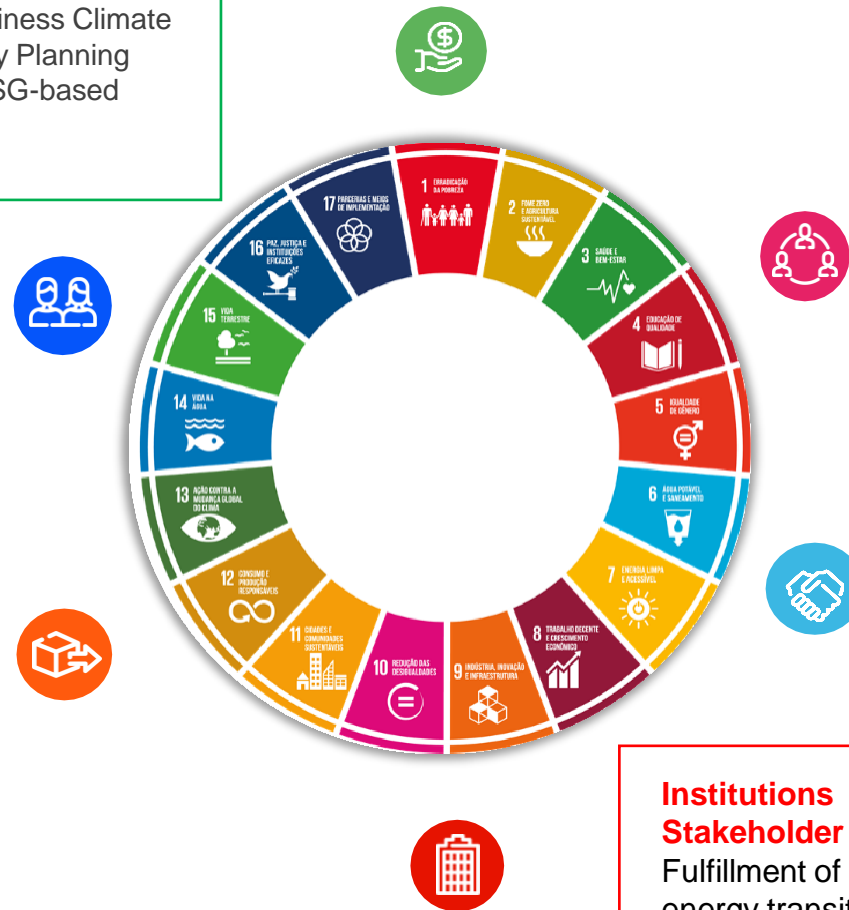 iness Climate
y Planning
SG-based
1 ERRADICAÇÃO
DA POBREZA
2 FOME ZERO
E AGRICULTURA
SUSTENTÁVEL
3 SAÚDE E
BEM-ESTAR
4 EDUCAÇÃO DE
QUALIDADE
5 IGUALDADE
DE GÊNERO
6 ÁGUA POTÁVEL
E SANEAMENTO
7 ENERGIA LIMPA
E ACESSÍVEL
8 TRABALHO DECENTE
E CRESCIMENTO
ECONÔMICO
9 INDÚSTRIA, INOVAÇÃO
E INFRAESTRUTURA
10 REDUÇÃO DAS
DESIGUALDADES
11 CIDADES E
COMUNIDADES
SUSTENTÁVEIS
12 CONSUMO E
PRODUÇÃO
RESPONSÁVEIS
13 AÇÃO CONTRA A
MUDANÇA GLOBAL
DO CLIMA
14 VIDA NA
ÁGUA
15 VIDA
TERRESTRE
16 PAZ, JUSTIÇA E
INSTITUIÇÕES
EFICAZES
17 PARCERIAS E MEIOS
DE IMPLEMENTAÇÃO
Institutions
Stakeholder
Fulfillment of
energy transit